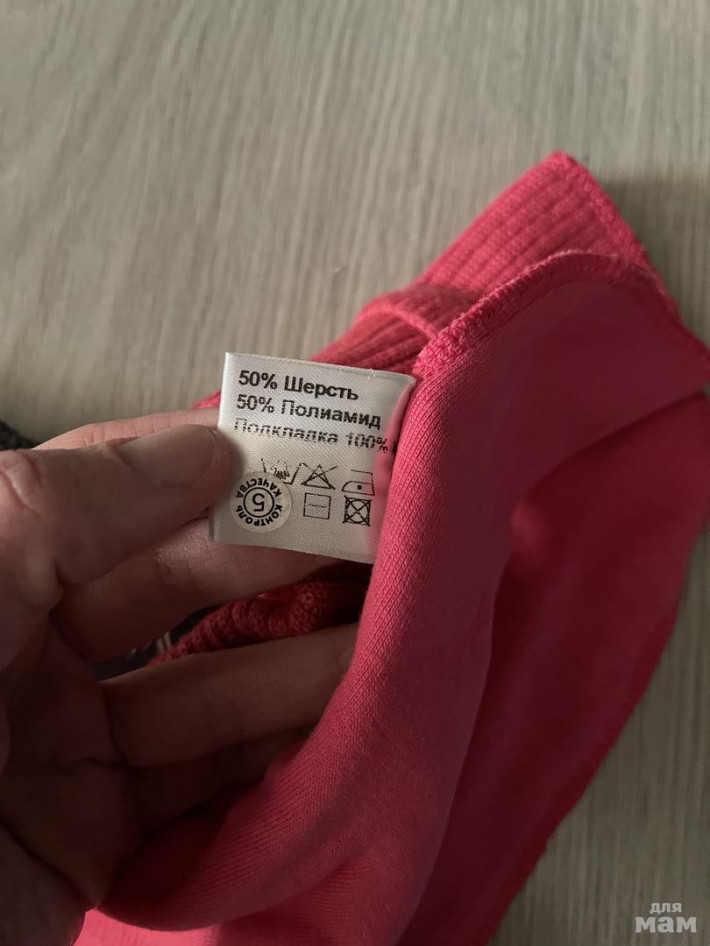 50% Шерсть
50% Полиамид
Подкладка 100%
КОНТРОЛЬ КАЧЕСТВА
5
для
мам